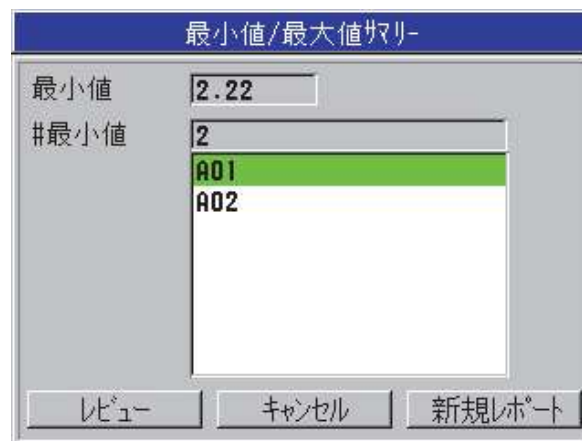 最小値/最大値ｻﾏﾘｰ
最小値 2.22
#最小値 2
A01
A02
ﾚﾋﾞｭｰ ｷｬﾝｾﾙ 新規ﾚﾎﾟｰﾄ